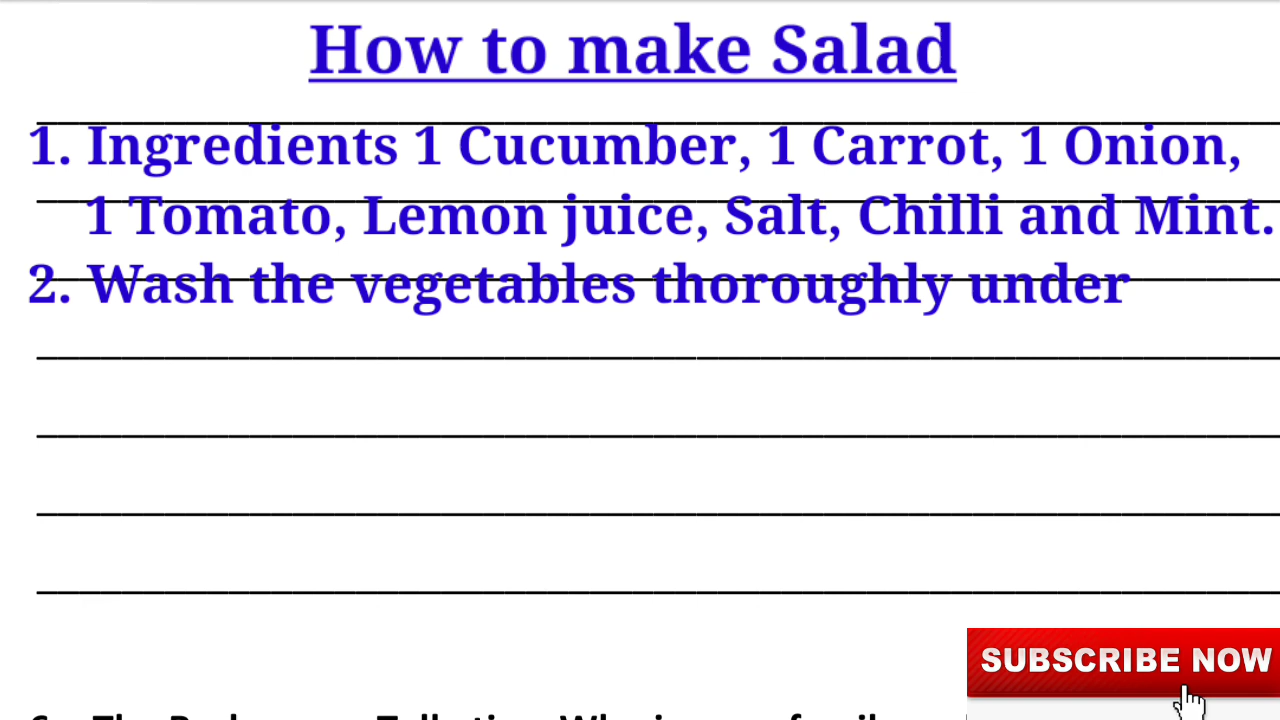 How to make Salad
1. Ingredients 1 Cucumber, 1 Carrot, 1 Onion,
1 Tomato, Lemon juice, Salt, Chilli and Mint.
2. Wash the vegetables thoroughly under
SUBSCRIBE NOW